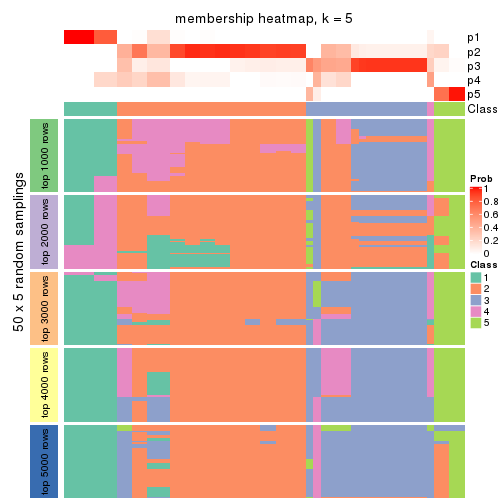 membership heatmap, k = 5
p1
p2
p3
p4
p5
Class
50 x 5 random samplings
top 1000 rows
top 2000 rows
top 3000 rows
top 4000 rows
top 5000 rows
Prob
1
0.8
0.6
0.4
0.2
0
Class
1
2
3
4
5